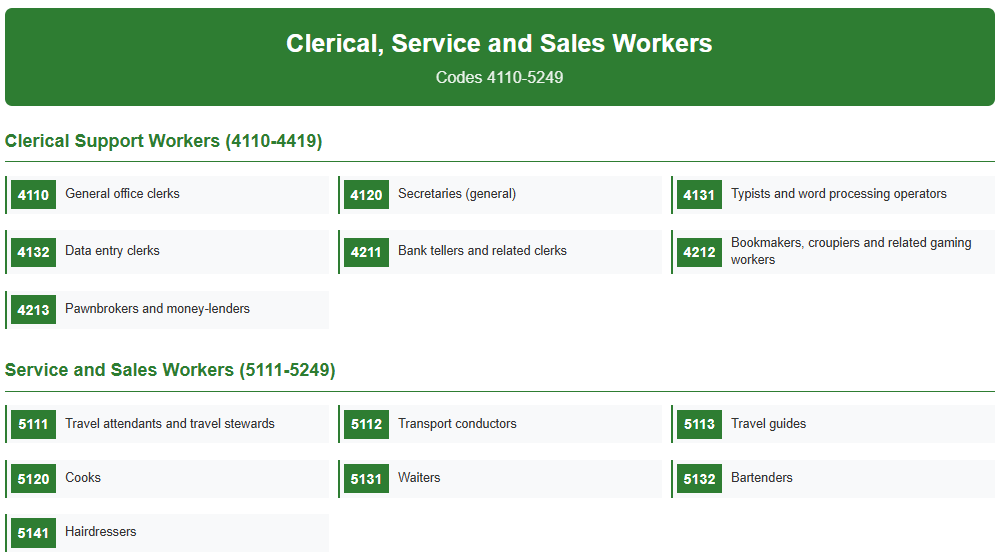 Clerical, Service and Sales Workers
Codes 4110-5249
Clerical Support Workers (4110-4419)
4110 General office clerks
4120 Secretaries (general)
4131 Typists and word processing operators
4132 Data entry clerks
4211 Bank tellers and related clerks
4212 Bookmakers, croupiers and related gaming
workers
4213 Pawnbrokers and money-lenders
Service and Sales Workers (5111-5249)
5111 Travel attendants and travel stewards
5112 Transport conductors
5113 Travel guides
5120 Cooks
5131 Waiters
5132 Bartenders
5141 Hairdressers